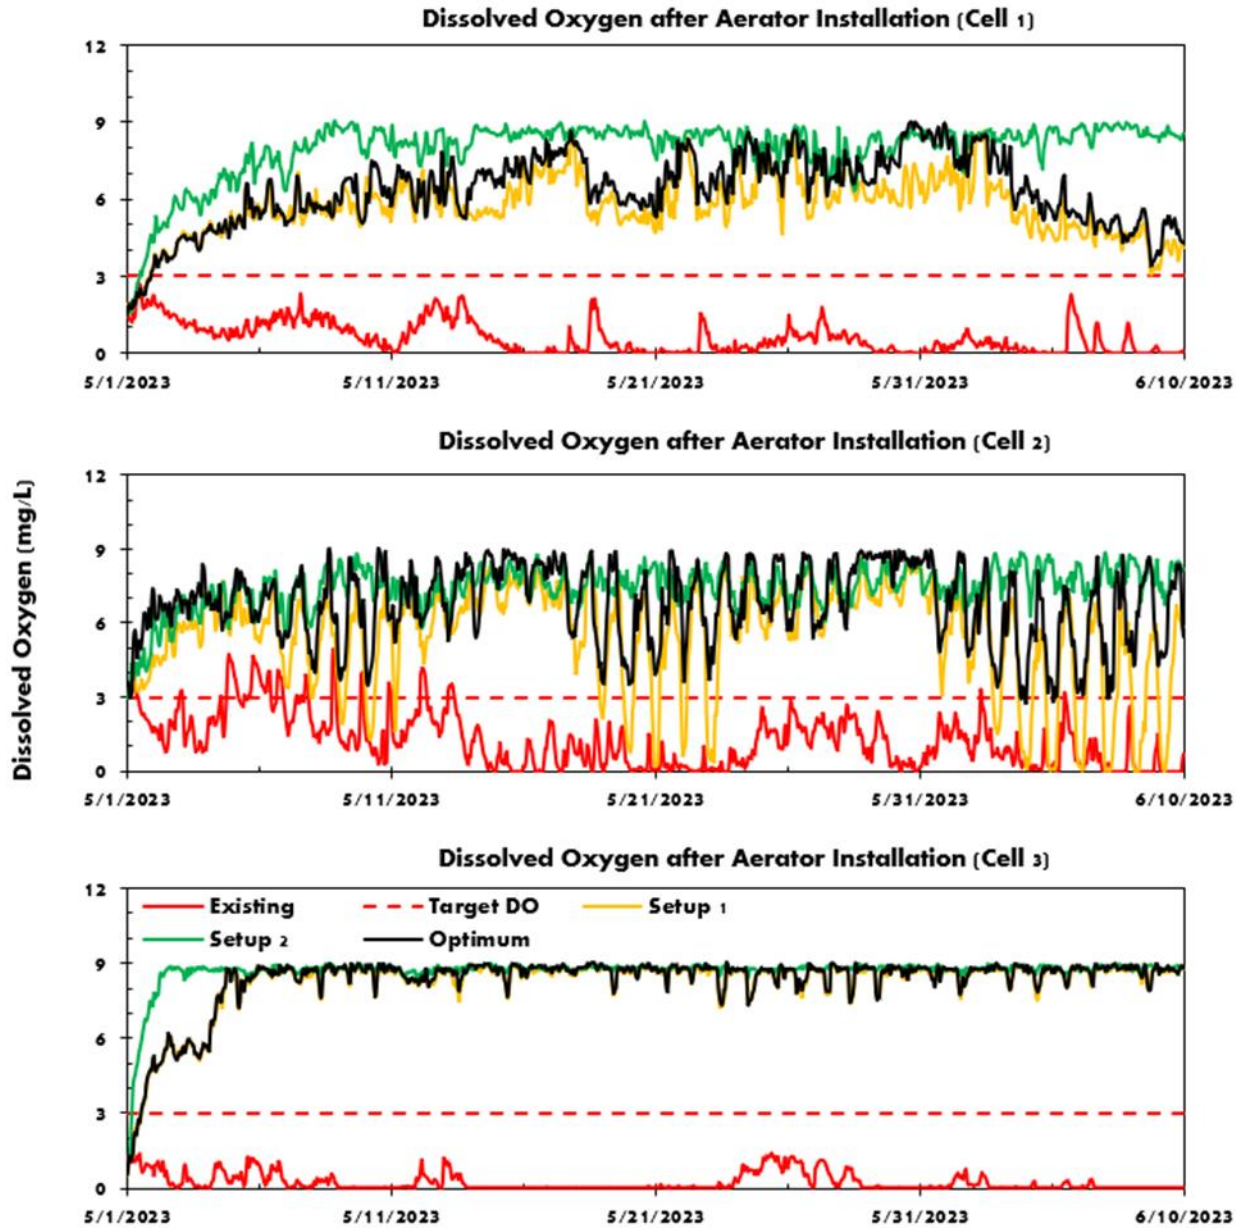 Dissolved Oxygen after Aerator Installation (Cell 1)
12
9
6
3
0
5/1/2023 5/11/2023 5/21/2023 5/31/2023 6/10/2023
Dissolved Oxygen after Aerator Installation (Cell 2)
Dissolved Oxygen (mg/L)
12
9
6
3
0
5/1/2023 5/11/2023 5/21/2023 5/31/2023 6/10/2023
Dissolved Oxygen after Aerator Installation (Cell 3)
12
Existing Target DO Setup 1
Setup 2 Optimum
9
6
3
0
5/1/2023 5/11/2023 5/21/2023 5/31/2023 6/10/2023